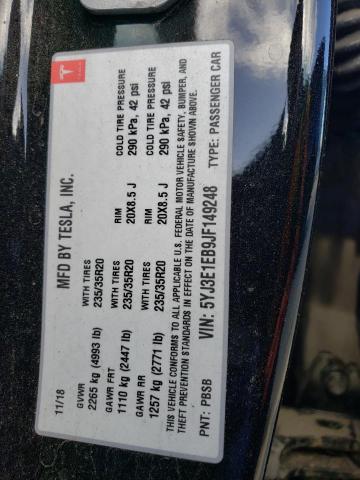 MFD BY TESLA, INC.
11/18
GVWR
2265 kg (4993 lb)
WITH TIRES
235/35R20
RIM
20X8.5 J
COLD TIRE PRESSURE
290 kPa, 42 psi
GAWR FRT
1110 kg (2447 lb)
WITH TIRES
235/35R20
RIM
20X8.5 J
COLD TIRE PRESSURE
290 kPa, 42 psi
GAWR RR
1257 kg (2771 lb)
WITH TIRES
235/35R20
THIS VEHICLE CONFORMS TO ALL APPLICABLE U.S. FEDERAL MOTOR VEHICLE SAFETY, BUMPER, AND
THEFT PREVENTION STANDARDS IN EFFECT ON THE DATE OF MANUFACTURE SHOWN ABOVE.
VIN: 5YJ3E1EB9JF149248
PNT: PBSB
TYPE: PASSENGER CAR